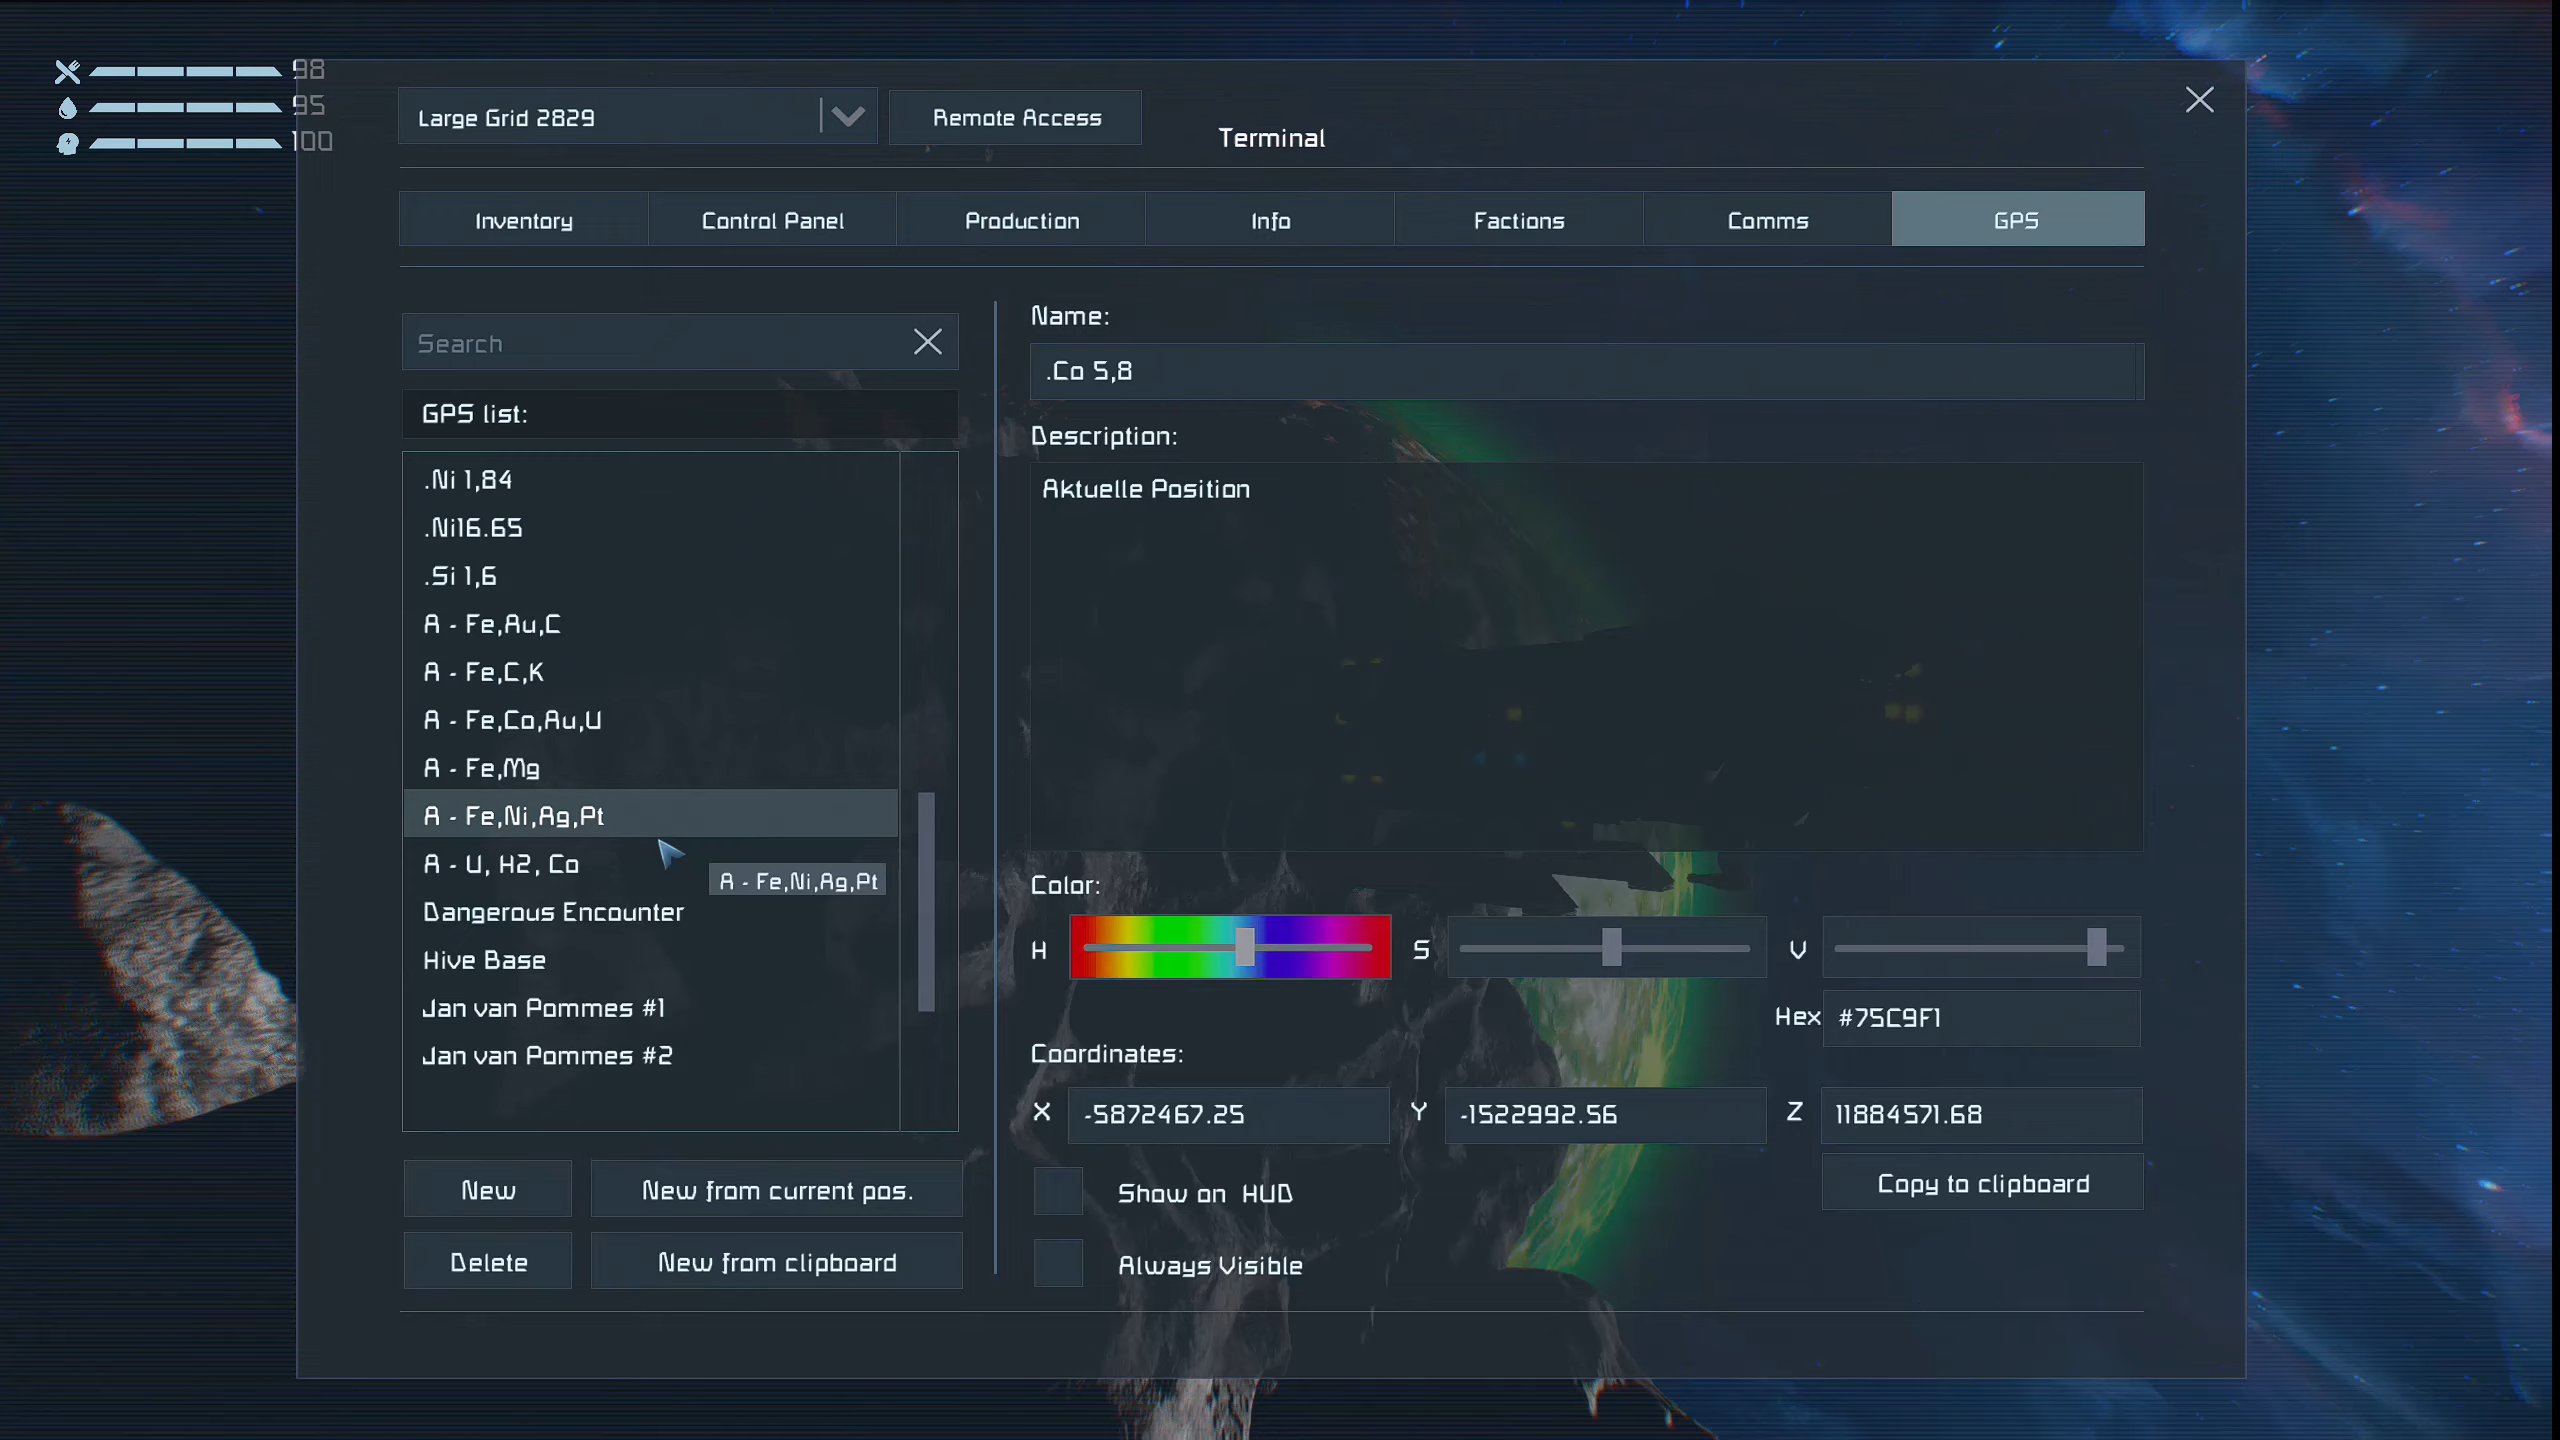 98
95
100
Large Grid 2829
Remote Access
Terminal
Inventory
Control Panel
Production
Info
Factions
Comms
GPS
Search
GPS list:
.Ni 1,84
.Ni16.65
.Si 1,6
A - Fe,Au,C
A - Fe,C,K
A - Fe,Co,Au,U
A - Fe,Mg
A - Fe,Ni,Ag,Pt
A - U, H2, Co
A - Fe,Ni,Ag,Pt
Dangerous Encounter
Hive Base
Jan van Pommes #1
Jan van Pommes #2
New
New from current pos.
Delete
New from clipboard
Name:
.Co 5,8
Description:
Aktuelle Position
Color:
H
S
V
Hex #75C9F1
Coordinates:
X -5872467.25
Y -1522992.56
Z 11884571.68
Show on HUD
Copy to clipboard
Always Visible